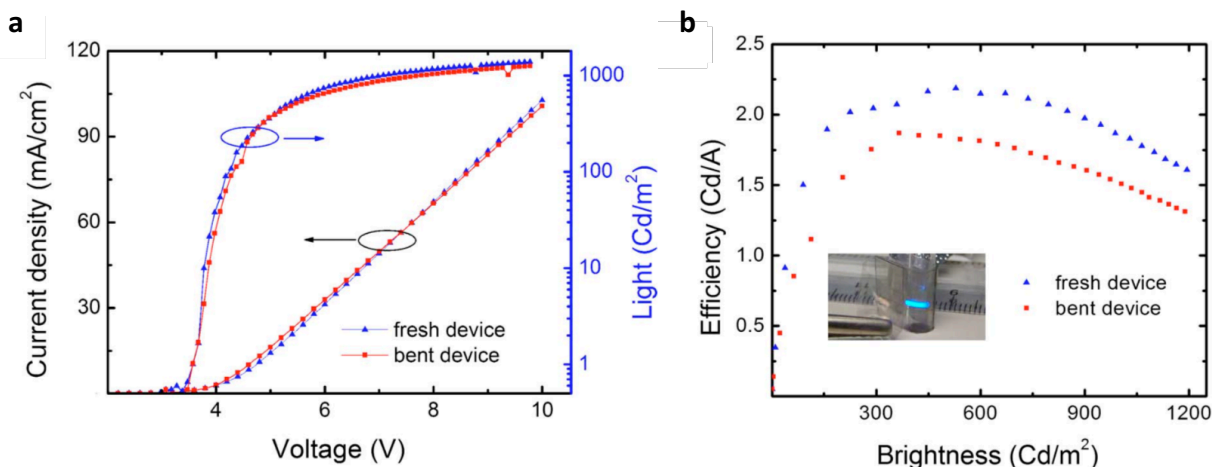 a
120
90
60
30
4
6
8
10
Voltage (V)
Current density (mA/cm²)
1000
100
10
1
Light (Cd/m²)
fresh device
bent device
b
2.5
2.0
1.5
1.0
0.5
300
600
900
1200
Brightness (Cd/m²)
Efficiency (Cd/A)
fresh device
bent device